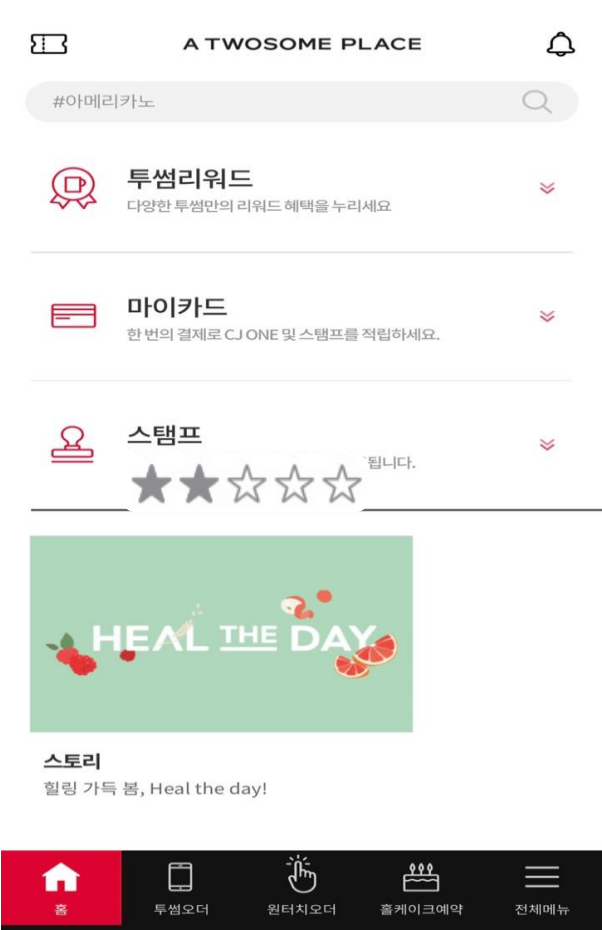 A TWOSOME PLACE
#아메리카노
투썸리워드
다양한 투썸만의 리워드 혜택을 누리세요
마이카드
한 번의 결제로 CJ ONE 및 스탬프를 적립하세요.
스탬프
됩니다.
HEAL THE DAY
스토리
힐링 가득 봄, Heal the day!
홈
투썸오더
원터치오더
홀케이크예약
전체메뉴